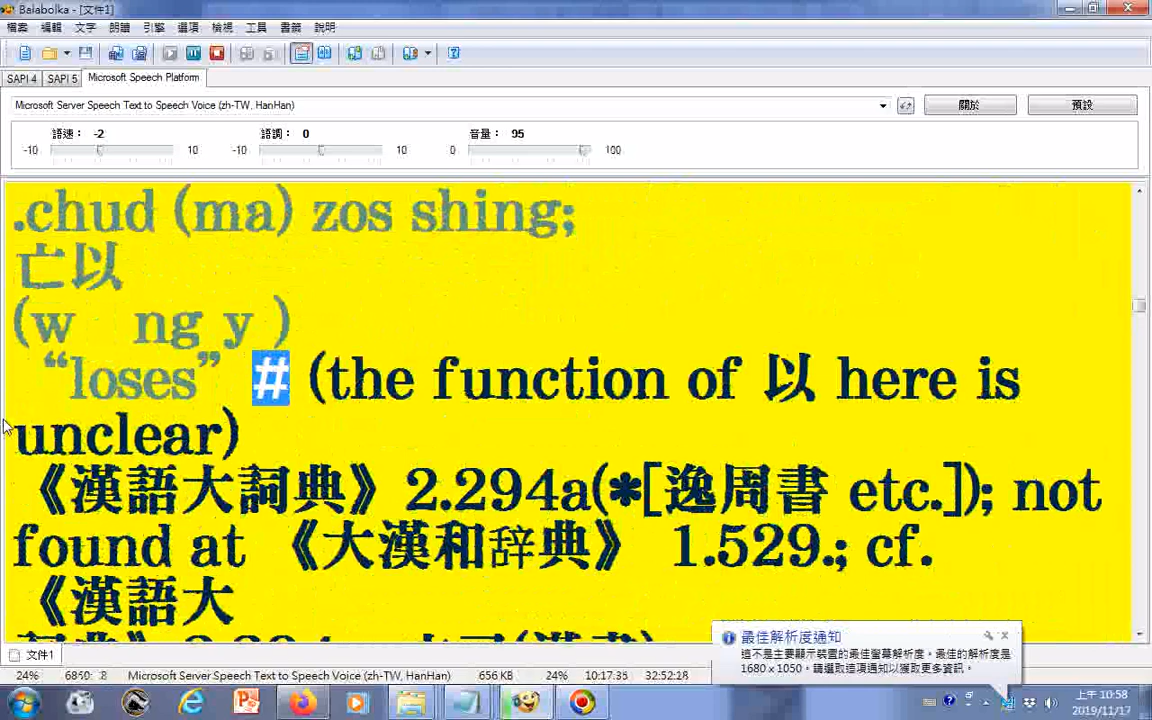 Balabolka - [文件1]
檔案 編輯 文字 朗讀 引擎 選項 檢視 工具 書籤 說明
SAPI 4 SAPI 5 Microsoft Speech Platform
Microsoft Server Speech Text to Speech Voice (zh-TW, HanHan) 關於 預設
語速： -2 語調： 0 音量： 95
-10 10 -10 10 0 100
.chud (ma) zos shing;
亡以
(w ng y )
“loses” # (the function of 以 here is
unclear)
《漢語大詞典》 2.294a(*[逸周書 etc.]); not
found at 《大漢和辞典》 1.529.; cf.
《漢語大
最佳解析度通知
這不是主要顯示裝置的最佳螢幕解析度。最佳的解析度是
1680 x 1050。請選取這項通知以獲取更多資訊。
文件1
24% Microsoft Server Speech Text to Speech Voice (zh-TW, HanHan) 656 KB 24% 10:17:35 32:52:28
上午 10:58
2019/11/17